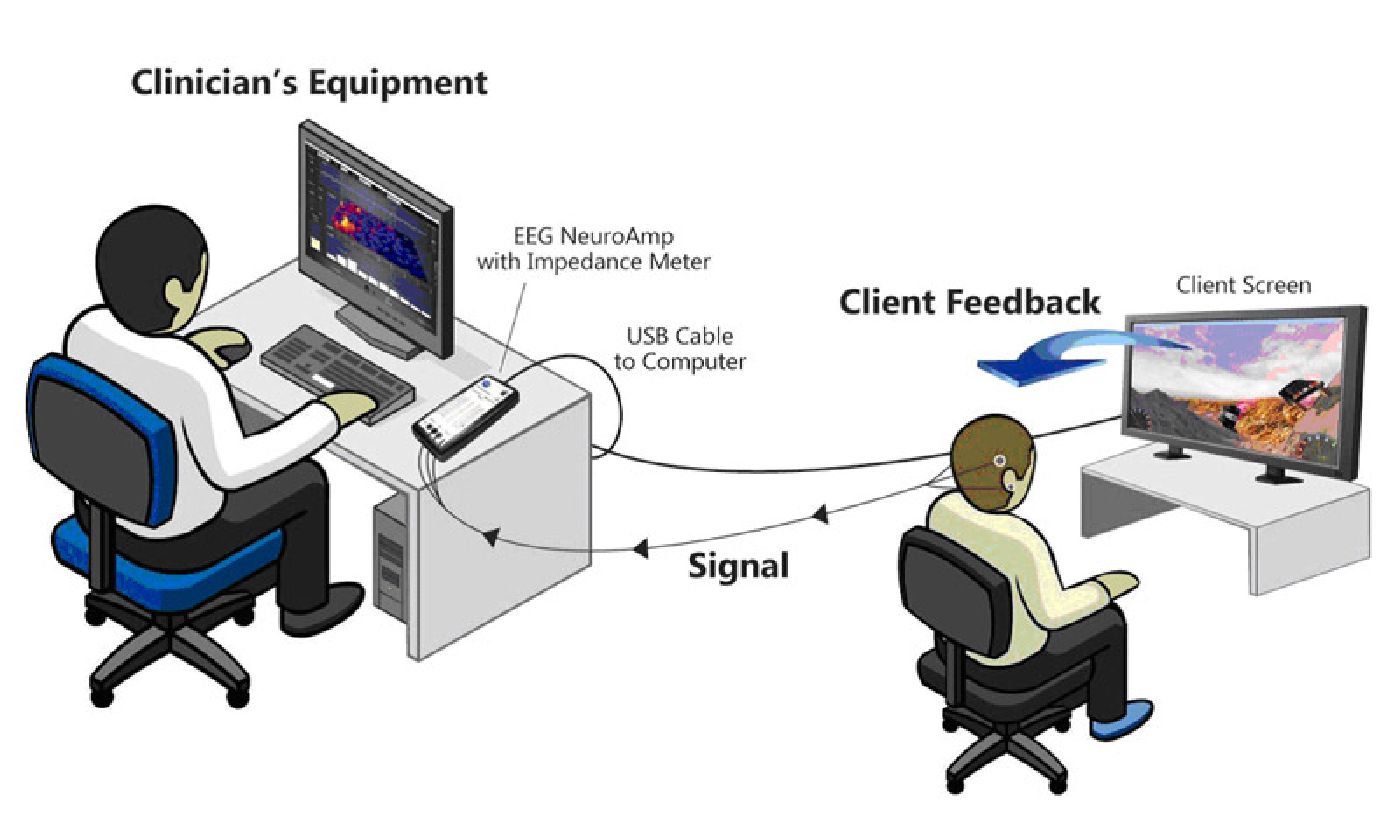 Clinician's Equipment
EEG NeuroAmp
with Impedance Meter
USB Cable
to Computer
Client Feedback
Client Screen
Signal